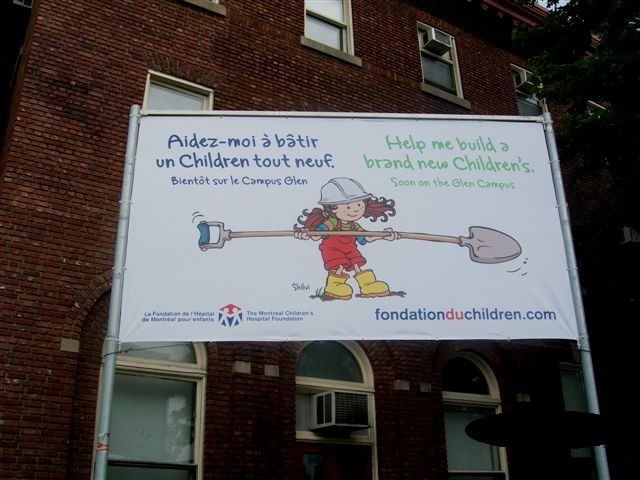 Aidez-moi à bâtir
un Children tout neuf.
Bientôt sur le Campus Glen
Help me build a
brand new Children's.
Soon on the Glen Campus
Shilvi
La Fondation de l'Hôpital
de Montréal pour enfants
The Montreal Children's
Hospital Foundation
fondationduchildren.com